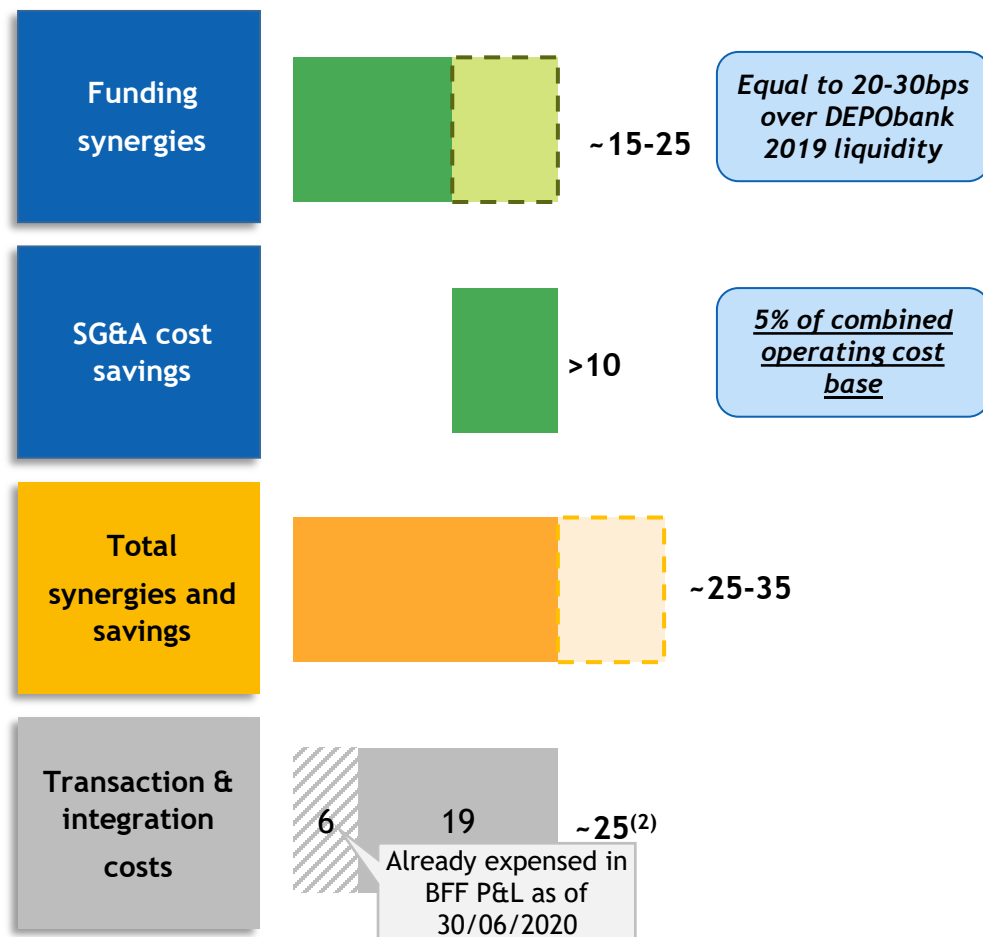 Funding
synergies
~15-25
Equal to 20-30bps
over DEPObank
2019 liquidity
SG&A cost
savings
>10
5% of combined
operating cost
base
Total
synergies and
savings
~25-35
Transaction &
integration
costs
6
19
~25(2)
Already expensed in
BFF P&L as of
30/06/2020